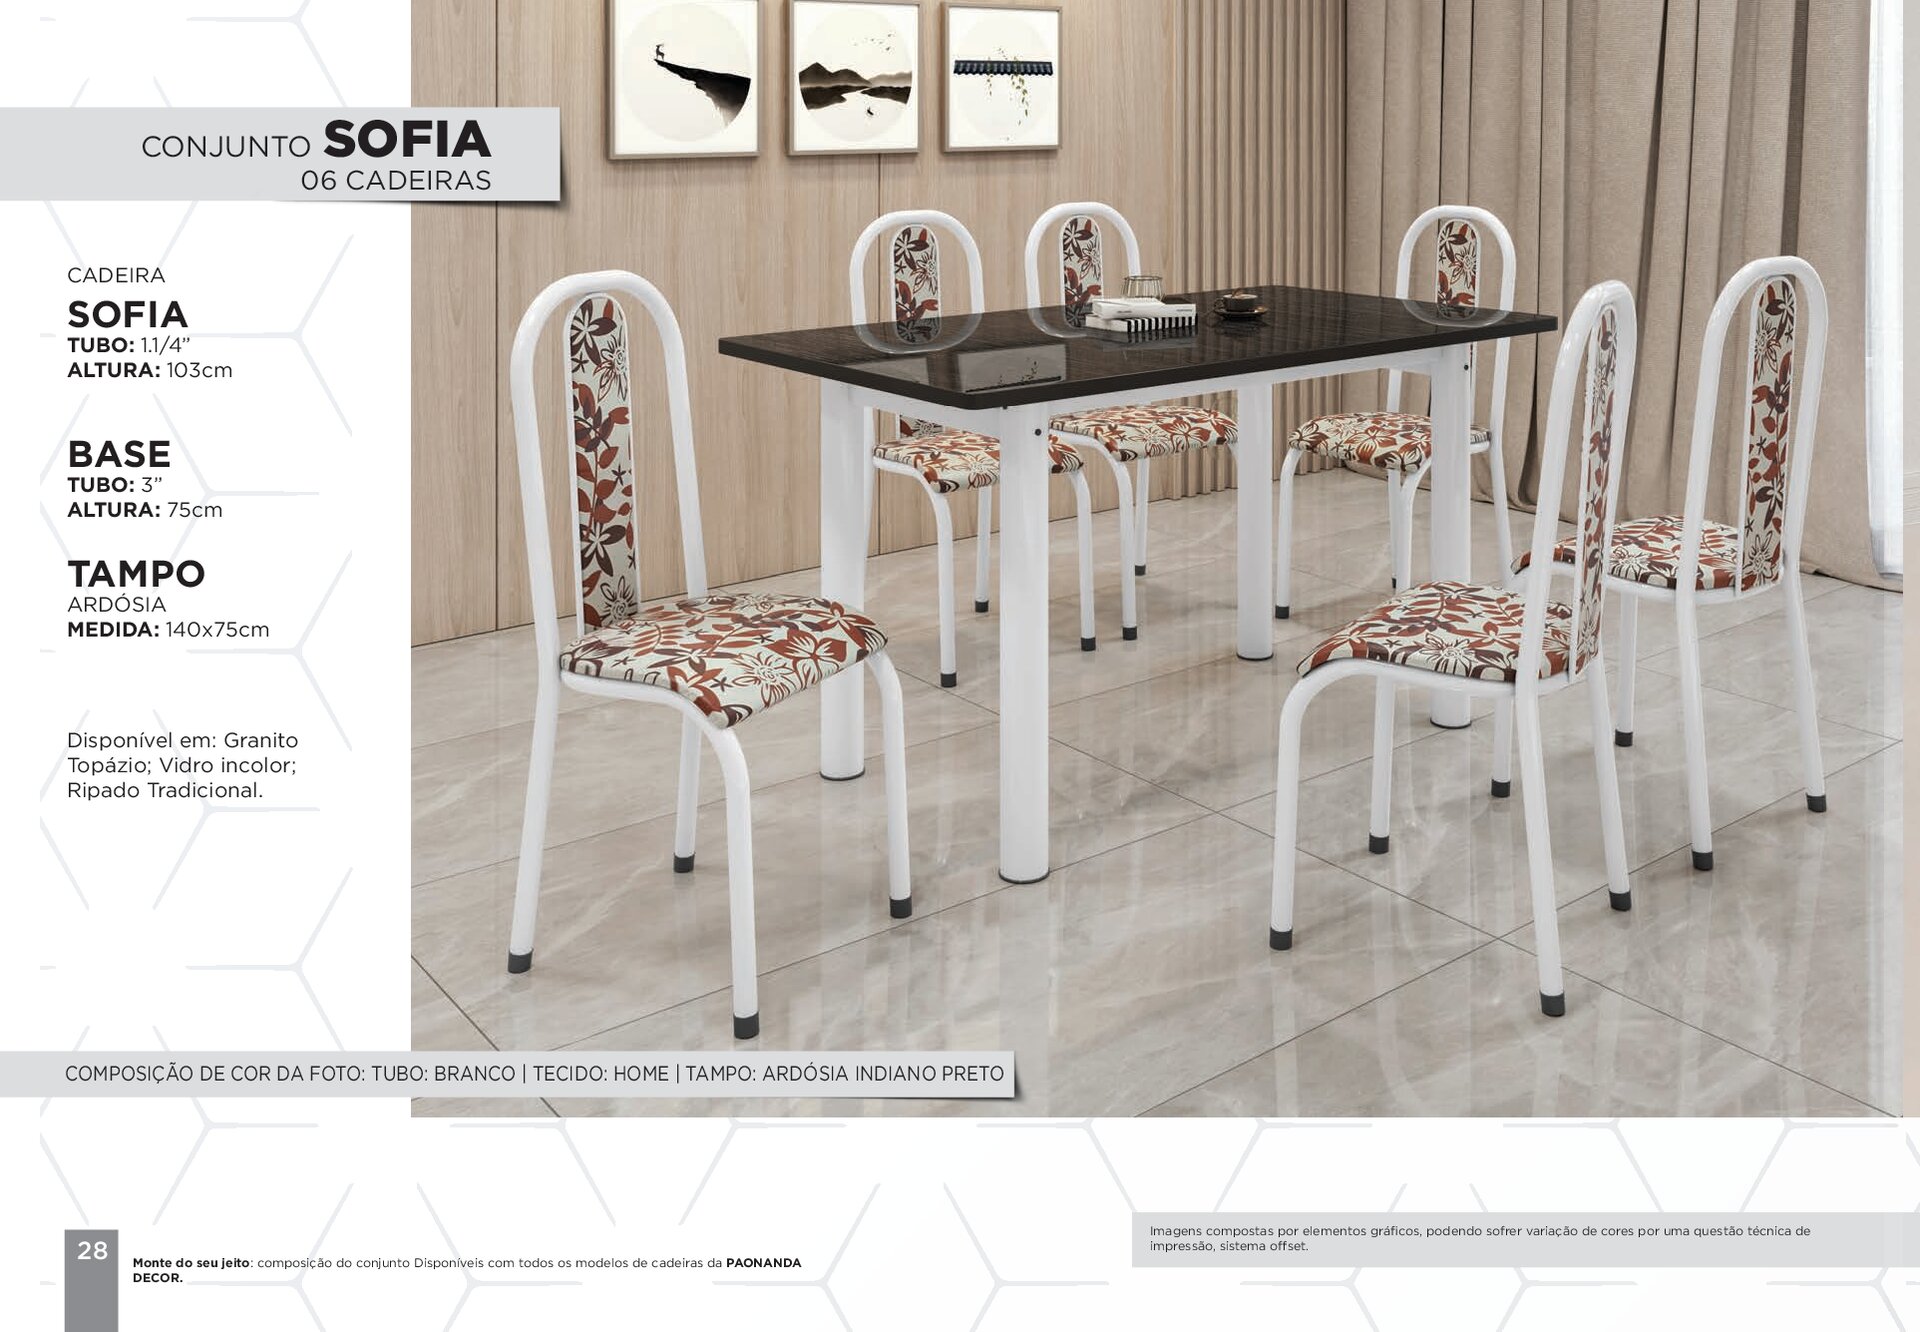 CONJUNTO SOFIA
06 CADEIRAS
CADEIRA
SOFIA
TUBO: 1.1/4”
ALTURA: 103cm
BASE
TUBO: 3”
ALTURA: 75cm
TAMPO
ARDÓSIA
MEDIDA: 140x75cm
Disponível em: Granito
Topázio; Vidro incolor;
Ripado Tradicional.
COMPOSIÇÃO DE COR DA FOTO: TUBO: BRANCO | TECIDO: HOME | TAMPO: ARDÓSIA INDIANO PRETO
28
Monte do seu jeito: composição do conjunto Disponíveis com todos os modelos de cadeiras da PAONANDA
DECOR.
Imagens compostas por elementos gráficos, podendo sofrer variação de cores por uma questão técnica de
impressão, sistema offset.